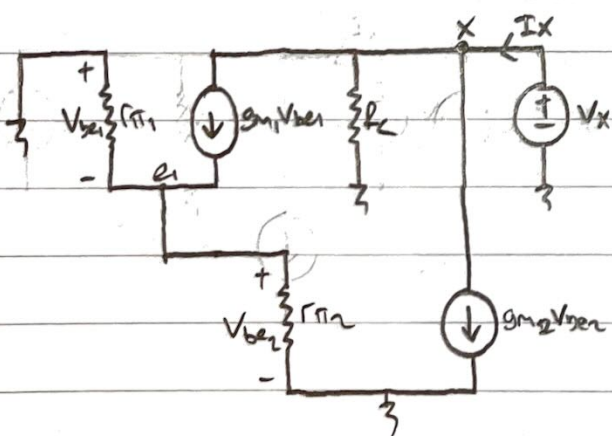 X Ix
+
Vbe1 rπ1 gm1Vbe1 Rc + - Vx
- e1
+
Vbe2 rπ2 gm2Vbe2
-